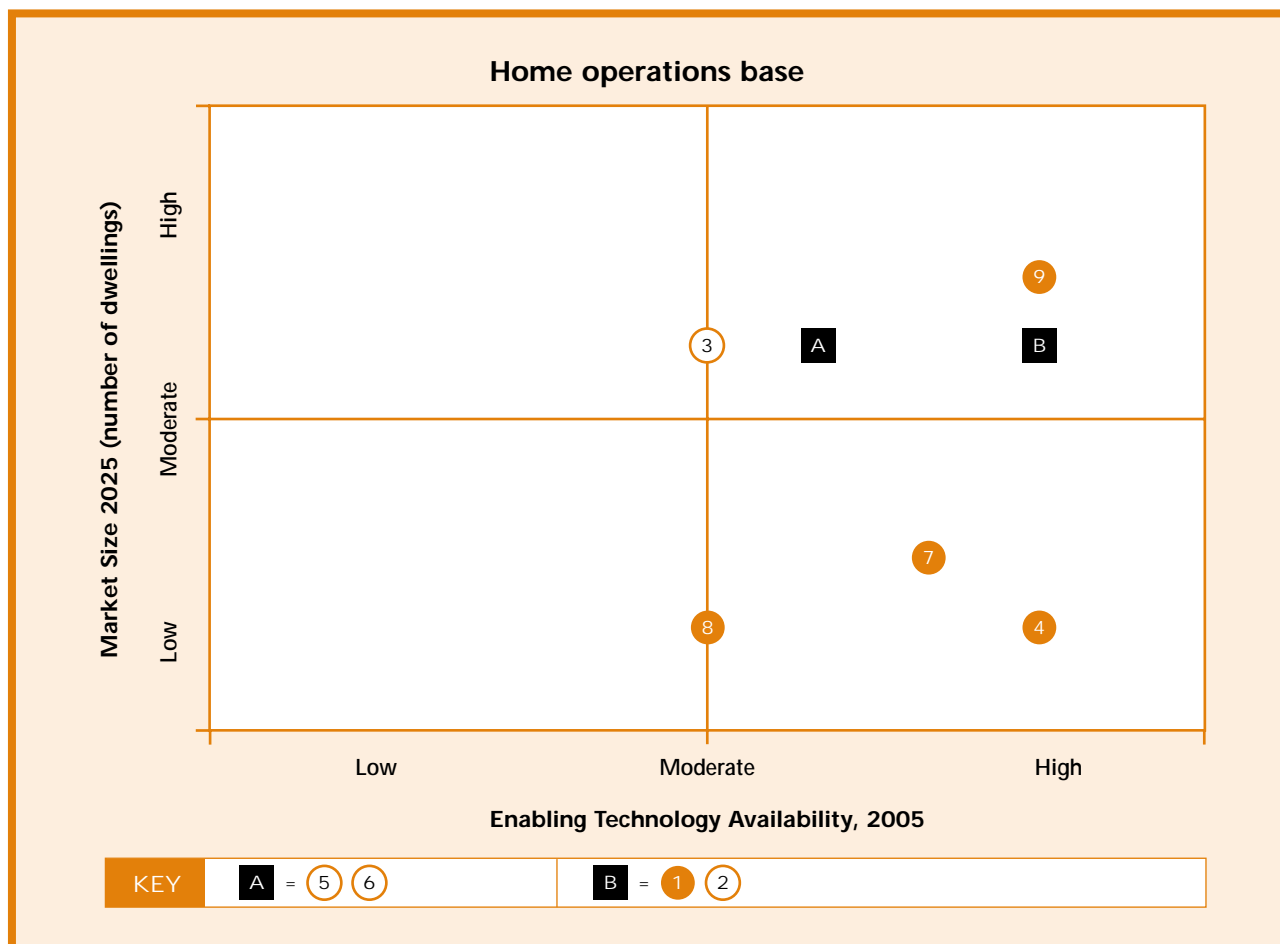 Home operations base
Market Size 2025 (number of dwellings)
High
Moderate
Low
9
3
A
B
7
8
4
Low Moderate High
Enabling Technology Availability, 2005
KEY A = 5 6 B = 1 2